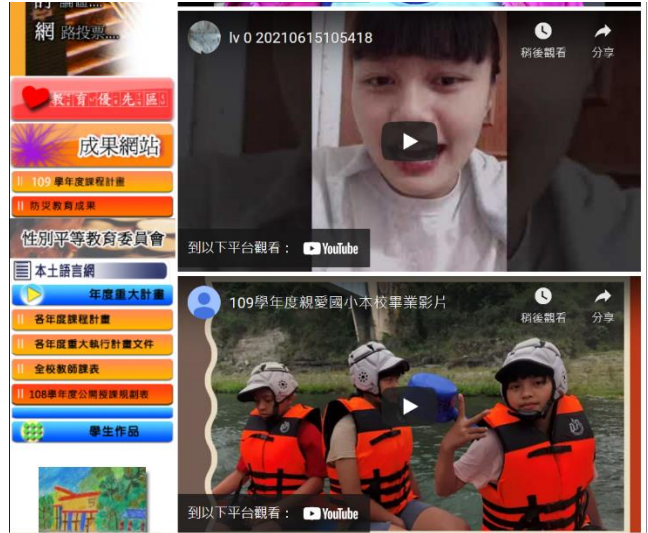 網 路投票....
教育優先區
成果網站
109 學年度課程計畫
防災教育成果
性別平等教育委員會
本土語言網
年度重大計畫
各年度課程計畫
各年度重大執行計畫文件
全校教師課表
108學年度公開授課規劃表
學生作品
lv 0 20210615105418
稍後觀看
分享
到以下平台觀看： YouTube
109學年度親愛國小本校畢業影片
稍後觀看
分享
到以下平台觀看： YouTube